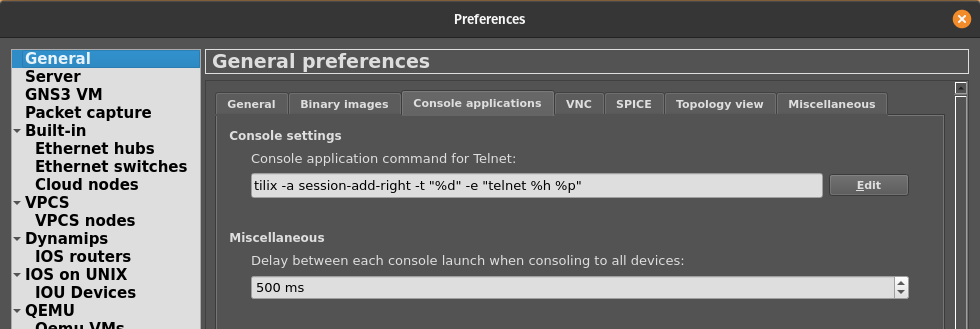 Preferences
General
Server
GNS3 VM
Packet capture
Built-in
Ethernet hubs
Ethernet switches
Cloud nodes
VPCS
VPCS nodes
Dynamips
IOS routers
IOS on UNIX
IOU Devices
QEMU
Qemu VMs
General preferences
General Binary images Console applications VNC SPICE Topology view Miscellaneous
Console settings
Console application command for Telnet:
tilix -a session-add-right -t "%d" -e "telnet %h %p"
Edit
Miscellaneous
Delay between each console launch when consoling to all devices:
500 ms